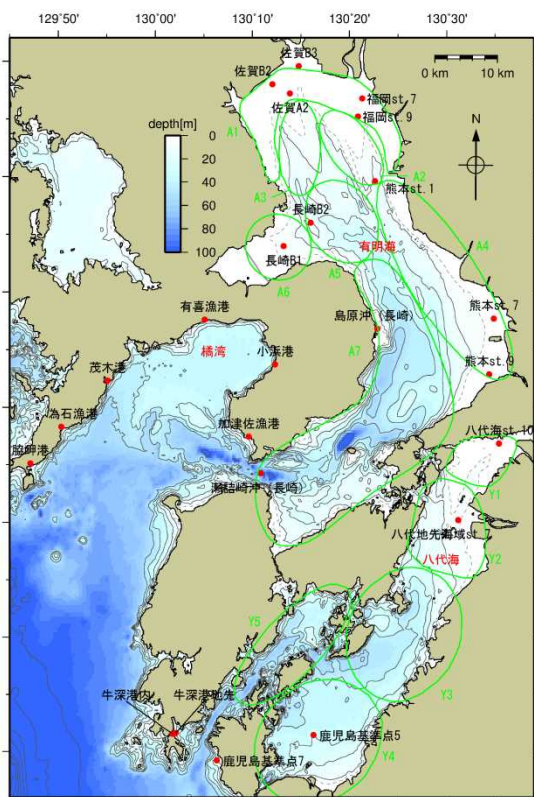 129˚50' 130˚00' 130˚10' 130˚20' 130˚30'
佐賀B3
佐賀B2
佐賀A2
福岡st.7
福岡st.9
0 km 10 km
depth[m]
0
20
40
60
80
100
N
A1
A2
A3
熊本st.1
長崎B2
有明海
A4
長崎B1
A5
A6
有喜漁港
島原沖（長崎）
熊本st.7
橘湾
小浜港
A7
茂木港
熊本st.9
為石漁港
加津佐漁港
八代海st.10
脇岬港
瀬詰崎沖（長崎）
Y1
八代地先海域st.7
八代海
Y2
Y5
Y3
牛深港内
牛深港地先
鹿児島基準点5
Y4
鹿児島基準点7